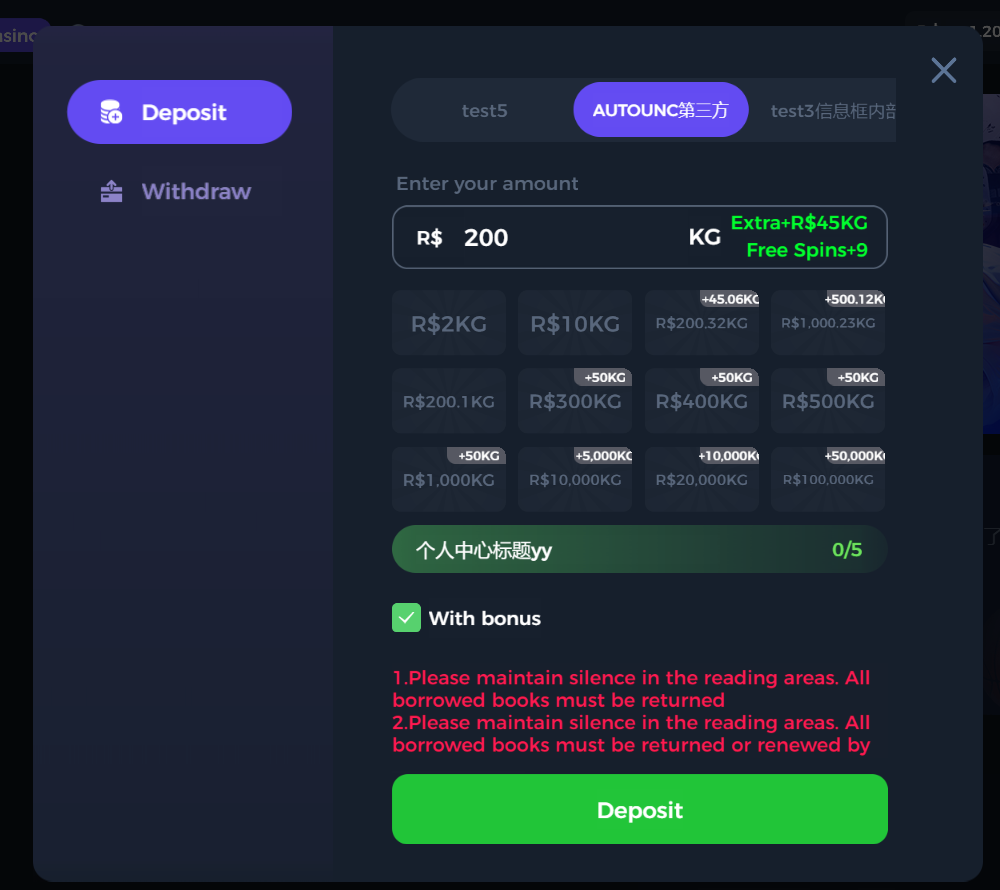 Deposit
Withdraw
test5
AUTOUNC第三方
test3信息框内部
Enter your amount
R$ 200
KG
Extra+R$45KG
Free Spins+9
R$2KG
R$10KG
+45.06KG
R$200.32KG
+500.12KG
R$1,000.23KG
R$200.1KG
+50KG
R$300KG
+50KG
R$400KG
+50KG
R$500KG
+50KG
R$1,000KG
+5,000KG
R$10,000KG
+10,000KG
R$20,000KG
+50,000KG
R$100,000KG
个人中心标题yy
0/5
With bonus
1.Please maintain silence in the reading areas. All
borrowed books must be returned
2.Please maintain silence in the reading areas. All
borrowed books must be returned or renewed by
Deposit